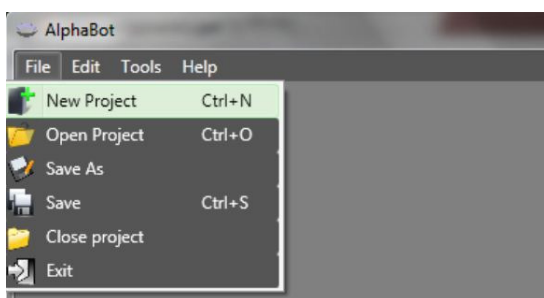 AlphaBot
File Edit Tools Help
New Project Ctrl+N
Open Project Ctrl+O
Save As
Save Ctrl+S
Close project
Exit